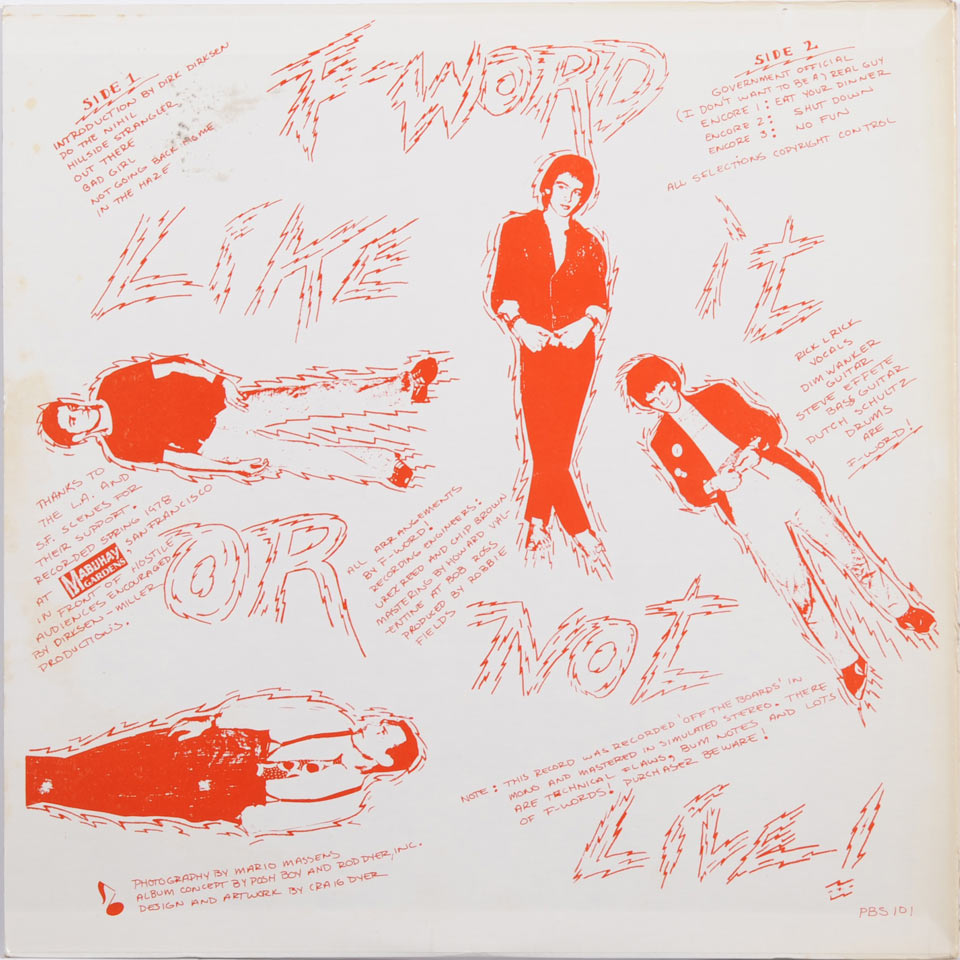 F-WORD
SIDE 1
INTRODUCTION BY DIRK DIRKSEN
DO THE NIHIL
HILLSIDE STRANGLER
OUT THERE
BAD GIRL
NOT GOING BACK HOME
IN THE HAZE
SIDE 2
GOVERNMENT OFFICIAL
(I DON'T WANT TO BE A) REAL GUY
ENCORE 1: EAT YOUR DINNER
ENCORE 2: SHUT DOWN
ENCORE 3: NO FUN
ALL SELECTIONS COPYRIGHT CONTROL
LIKE
IT
RICK L RICK
VOCALS
DIM WANKER
GUITAR
STEVE EFFETE
BASS GUITAR
DUTCH SCHULTZ
DRUMS
ARE
F-WORD!
THANKS TO
THE L.A. AND
S.F. SCENES FOR
THEIR SUPPORT.
RECORDED SPRING 1978
AT MABUHAY GARDENS, SAN FRANCISCO
IN FRONT OF HOSTILE
AUDIENCES ENCOURAGED
BY DIRKSEN-MILLER
PRODUCTIONS.
OR
ALL ARRANGEMENTS
BY F-WORD!
RECORDING ENGINEERS:
UREZ REED AND CHIP BROWN
MASTERING BY HOWARD VAL-
ENTINE AT BOB ROSS
PRODUCED BY ROBBIE
FIELDS
NOT
NOTE: THIS RECORD WAS RECORDED 'OFF THE BOARDS' IN
MONO AND MASTERED IN SIMULATED STEREO. THERE
ARE TECHNICAL FLAWS, BUM NOTES AND LOTS
OF F-WORDS. PURCHASER BEWARE!
LIVE!
PHOTOGRAPHY BY MARIO MASSENS
ALBUM CONCEPT BY POSH BOY AND ROD DYER, INC.
DESIGN AND ARTWORK BY CRAIG DYER
PBS 101